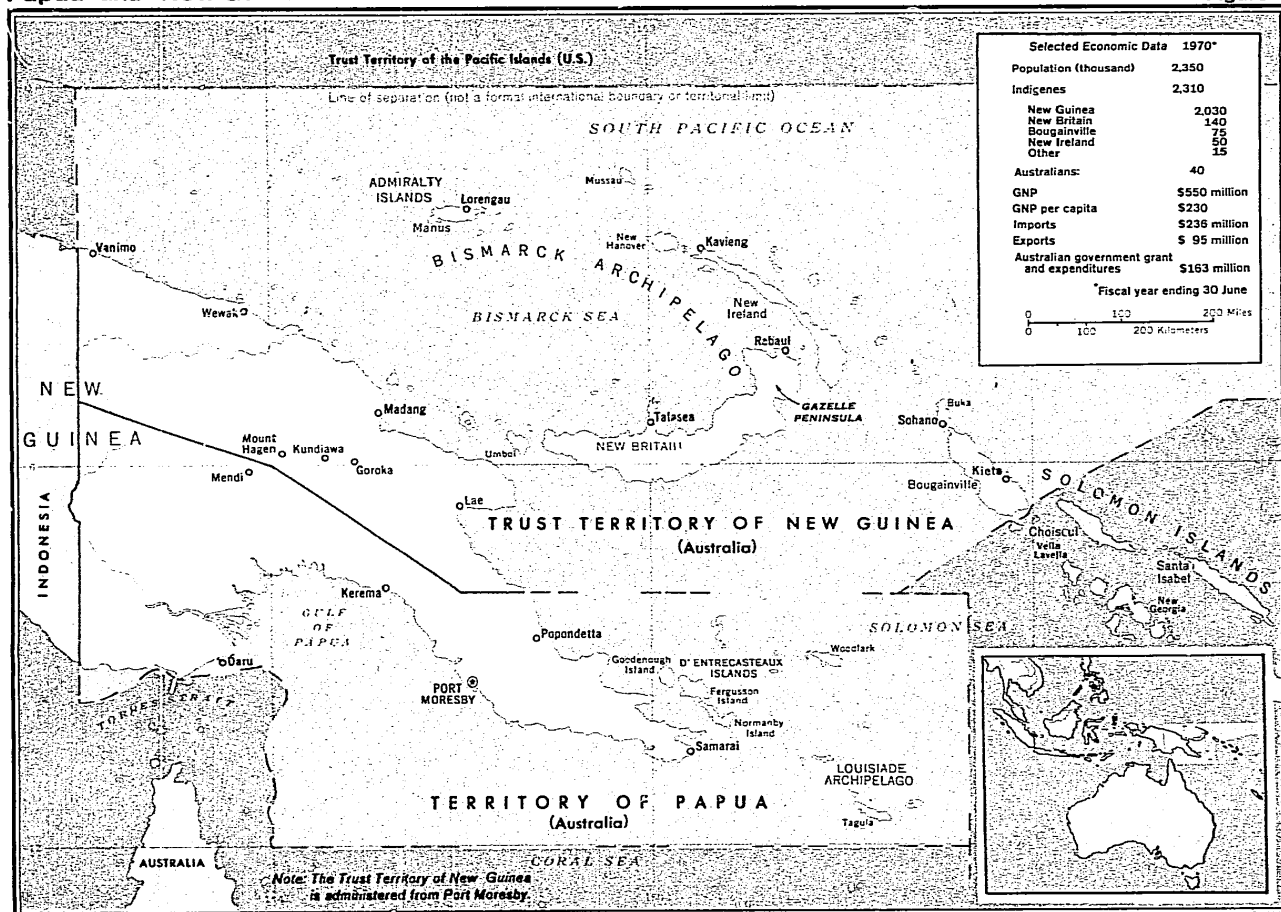 Trust Territory of the Pacific Islands (U.S.)
Line of separation (not a formal international boundary or territorial limit)
SOUTH PACIFIC OCEAN
Selected Economic Data 1970*
Population (thousand) 2,350
Indigenes 2,310
New Guinea 2,030
New Britain 140
Bougainville 75
New Ireland 50
Other 15
Australians: 40
GNP $550 million
GNP per capita $230
Imports $236 million
Exports $ 95 million
Australian government grant
and expenditures $163 million
*Fiscal year ending 30 June
0 100 200 Miles
0 100 200 Kilometers
ADMIRALTY
ISLANDS
Lorengau
Manus
Mussau
New
Hanover
Kavieng
Vanimo
BISMARCK ARCHIPELAGO
New
Ireland
Wewak
BISMARCK SEA
Rabaul
NEW
GUINEA
Madang
Talasea
GAZELLE
PENINSULA
NEW BRITAIN
Buka
Sohano
Mount
Hagen
Kundiawa
Goroka
Mendi
Umboi
Kieta
Bougainville
SOLOMON ISLANDS
INDONESIA
Lae
TRUST TERRITORY OF NEW GUINEA
(Australia)
Choiseul
Vella
Lavella
Santa
Isabel
New
Georgia
Kerema
GULF
OF
PAPUA
Popondetta
SOLOMON SEA
Woodlark
Daru
Goodenough
Island
D'ENTRECASTEAUX
ISLANDS
Fergusson
Island
Normanby
Island
PORT
MORESBY
TORRES STRAIT
Samarai
LOUISIADE
ARCHIPELAGO
Tagula
TERRITORY OF PAPUA
(Australia)
AUSTRALIA
CORAL SEA
Note: The Trust Territory of New Guinea
is administered from Port Moresby.